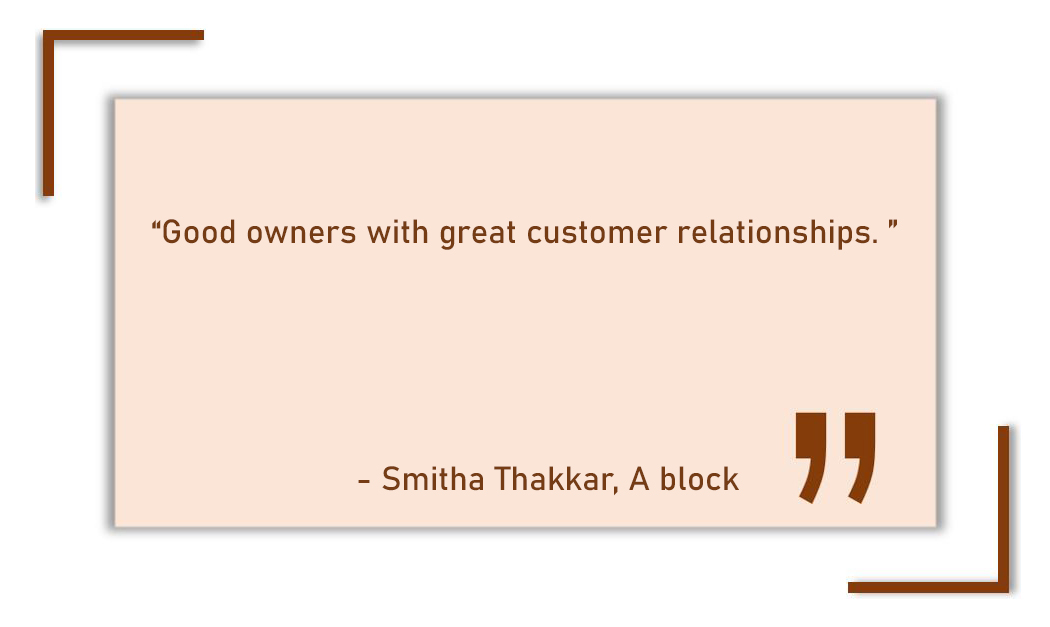 “Good owners with great customer relationships. ”
- Smitha Thakkar, A block
”